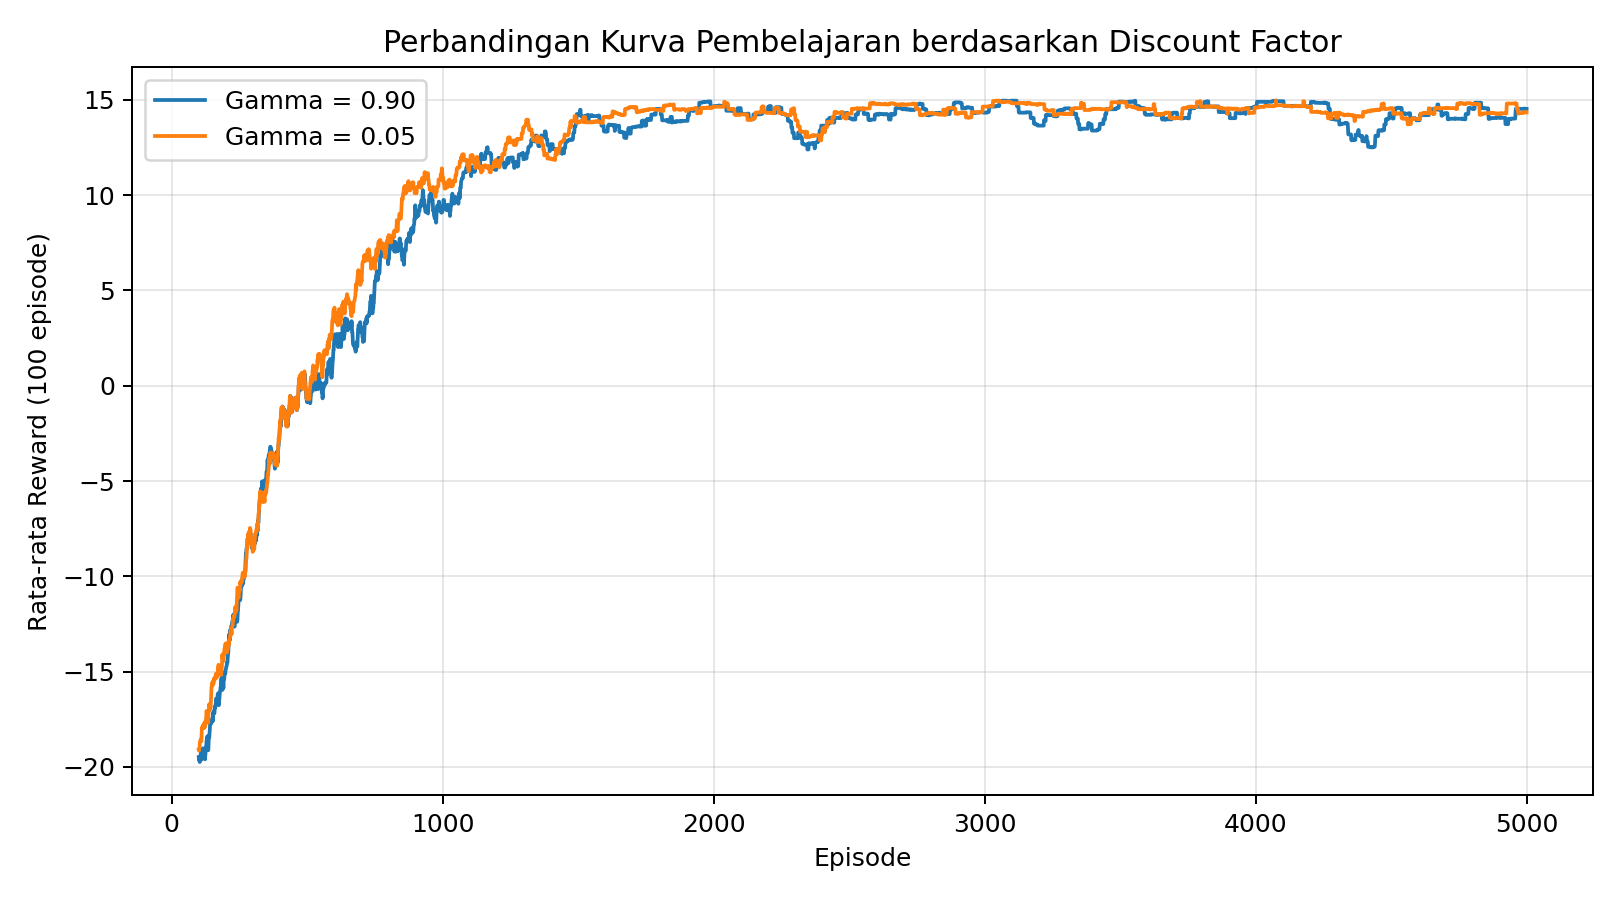 Perbandingan Kurva Pembelajaran berdasarkan Discount Factor
Gamma = 0.90
Gamma = 0.05
Rata-rata Reward (100 episode)
15
10
5
0
−5
−10
−15
−20
0
1000
2000
3000
4000
5000
Episode